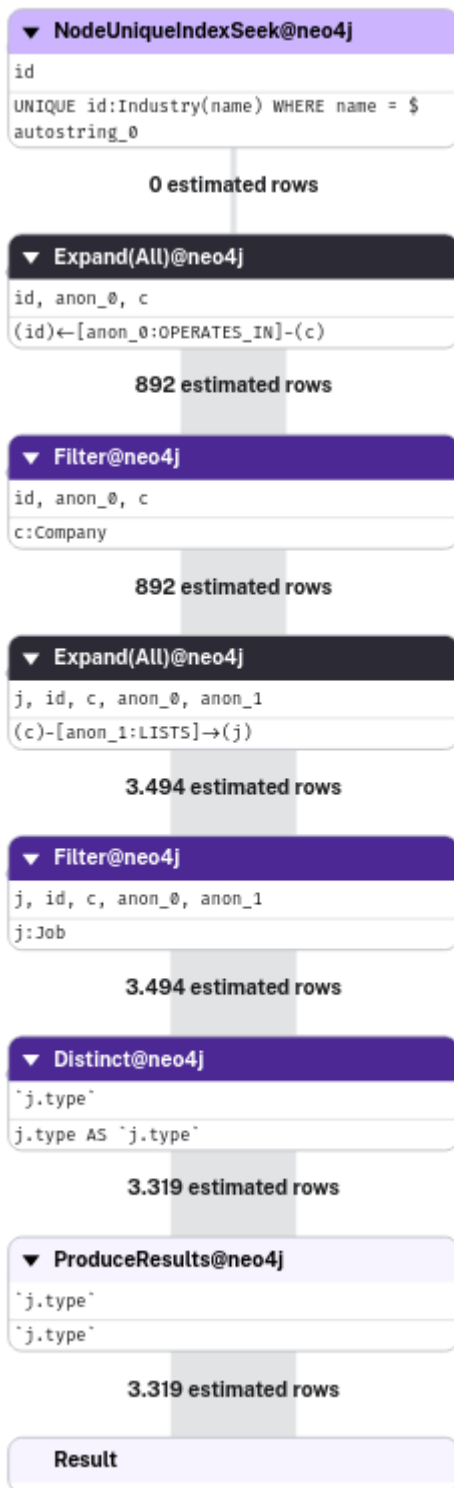 NodeUniqueIndexSeek@neo4j
id
UNIQUE id:Industry(name) WHERE name = $
autostring_0
0 estimated rows
Expand(All)@neo4j
id, anon_0, c
(id)←[anon_0:OPERATES_IN]-(c)
892 estimated rows
Filter@neo4j
id, anon_0, c
c:Company
892 estimated rows
Expand(All)@neo4j
j, id, c, anon_0, anon_1
(c)-[anon_1:LISTS]→(j)
3.494 estimated rows
Filter@neo4j
j, id, c, anon_0, anon_1
j:Job
3.494 estimated rows
Distinct@neo4j
`j.type`
j.type AS `j.type`
3.319 estimated rows
ProduceResults@neo4j
`j.type`
`j.type`
3.319 estimated rows
Result